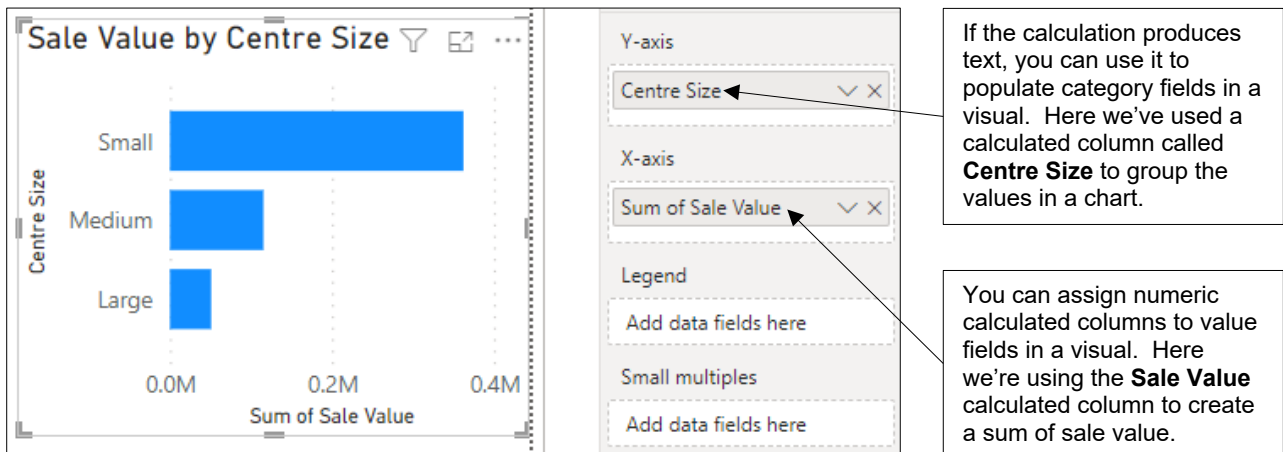 Sale Value by Centre Size
Centre Size
Small
Medium
Large
0.0M 0.2M 0.4M
Sum of Sale Value
Y-axis
Centre Size
X-axis
Sum of Sale Value
Legend
Add data fields here
Small multiples
Add data fields here
If the calculation produces
text, you can use it to
populate category fields in a
visual.  Here we’ve used a
calculated column called
Centre Size to group the
values in a chart.
You can assign numeric
calculated columns to value
fields in a visual.  Here
we’re using the Sale Value
calculated column to create
a sum of sale value.